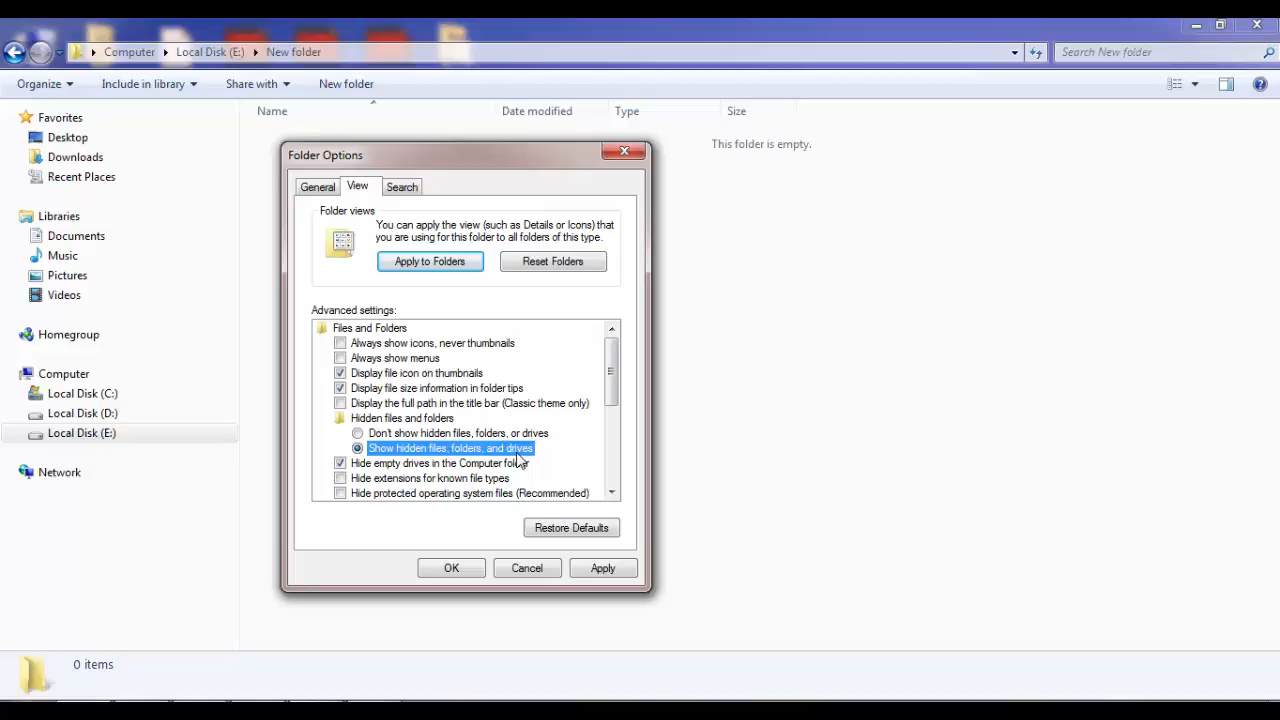 Computer Local Disk (E:) New folder
Search New folder
Organize Include in library Share with New folder
Name Date modified Type Size
This folder is empty.
Favorites
Desktop
Downloads
Recent Places
Libraries
Documents
Music
Pictures
Videos
Homegroup
Computer
Local Disk (C:)
Local Disk (D:)
Local Disk (E:)
Network
Folder Options
General View Search
Folder views
You can apply the view (such as Details or Icons) that
you are using for this folder to all folders of this type.
Apply to Folders Reset Folders
Advanced settings:
Files and Folders
Always show icons, never thumbnails
Always show menus
Display file icon on thumbnails
Display file size information in folder tips
Display the full path in the title bar (Classic theme only)
Hidden files and folders
Don't show hidden files, folders, or drives
Show hidden files, folders, and drives
Hide empty drives in the Computer folder
Hide extensions for known file types
Hide protected operating system files (Recommended)
Restore Defaults
OK Cancel Apply
0 items